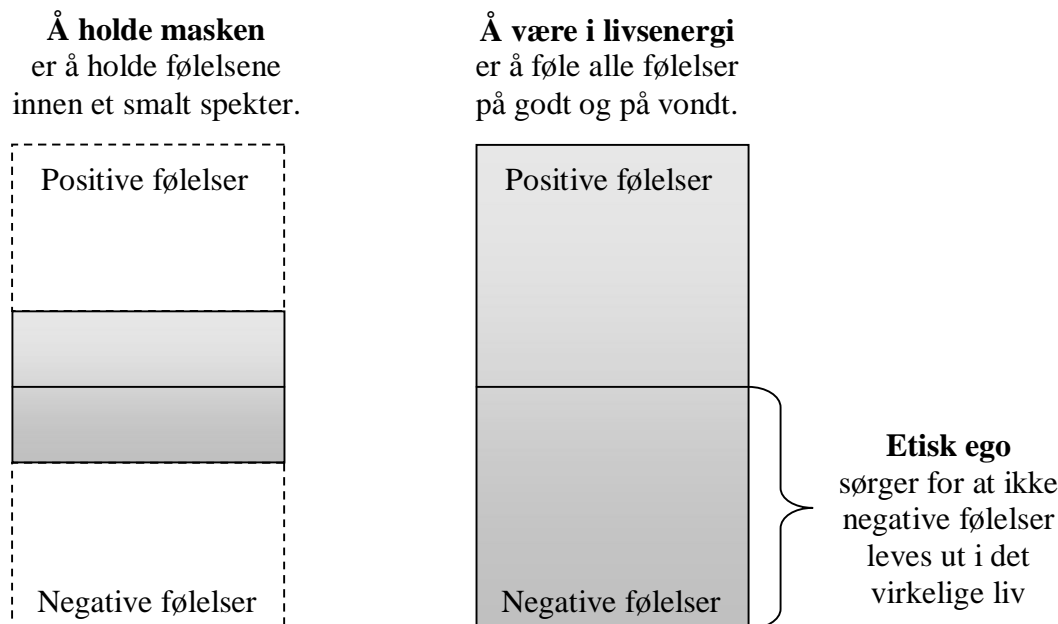 Å holde masken
er å holde følelsene
innen et smalt spekter.
Positive følelser
Negative følelser
Å være i livsenergi
er å føle alle følelser
på godt og på vondt.
Positive følelser
Negative følelser
Etisk ego
sørger for at ikke
negative følelser
leves ut i det
virkelige liv